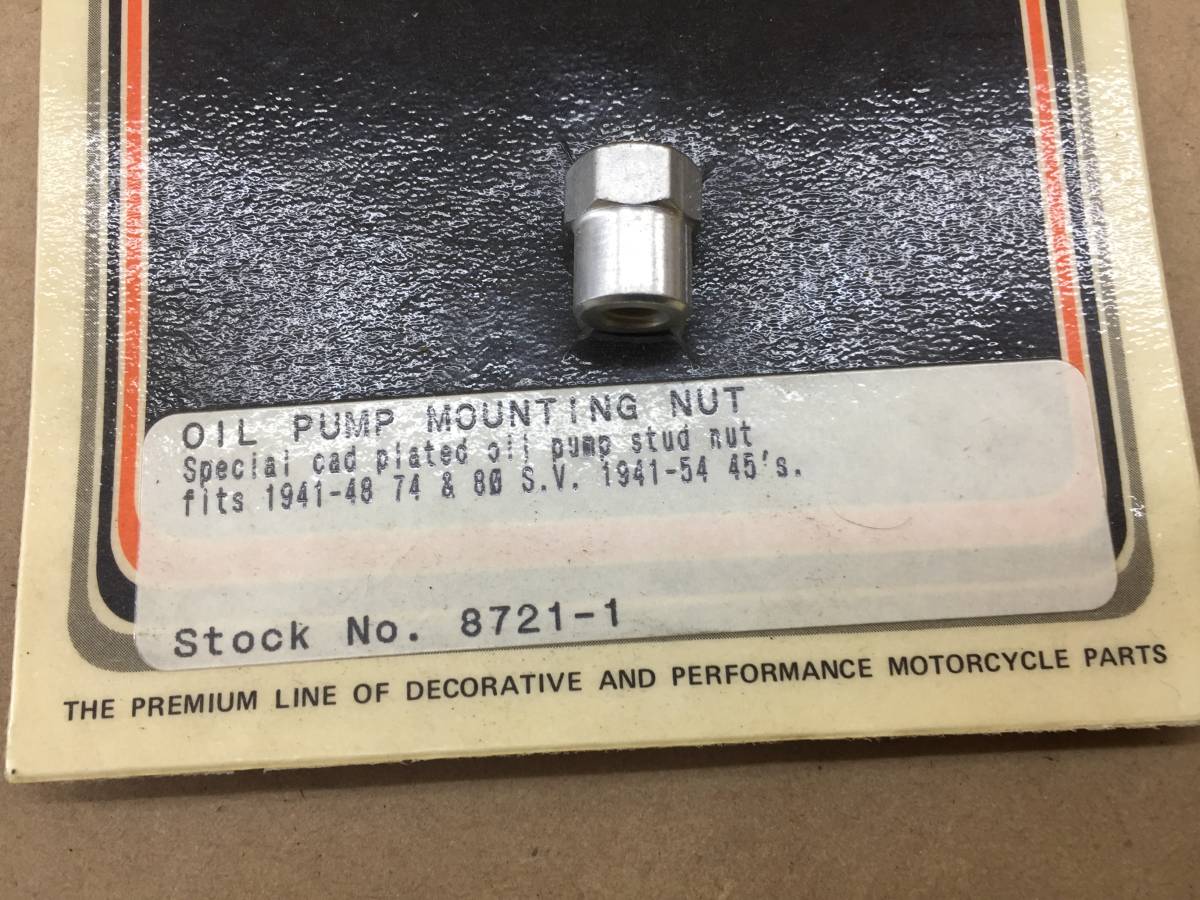 OIL PUMP MOUNTING NUT
Special cad plated oil pump stud nut
fits 1941-48 74 & 80 S.V. 1941-54 45's.
Stock No. 8721-1
THE PREMIUM LINE OF DECORATIVE AND PERFORMANCE MOTORCYCLE PARTS